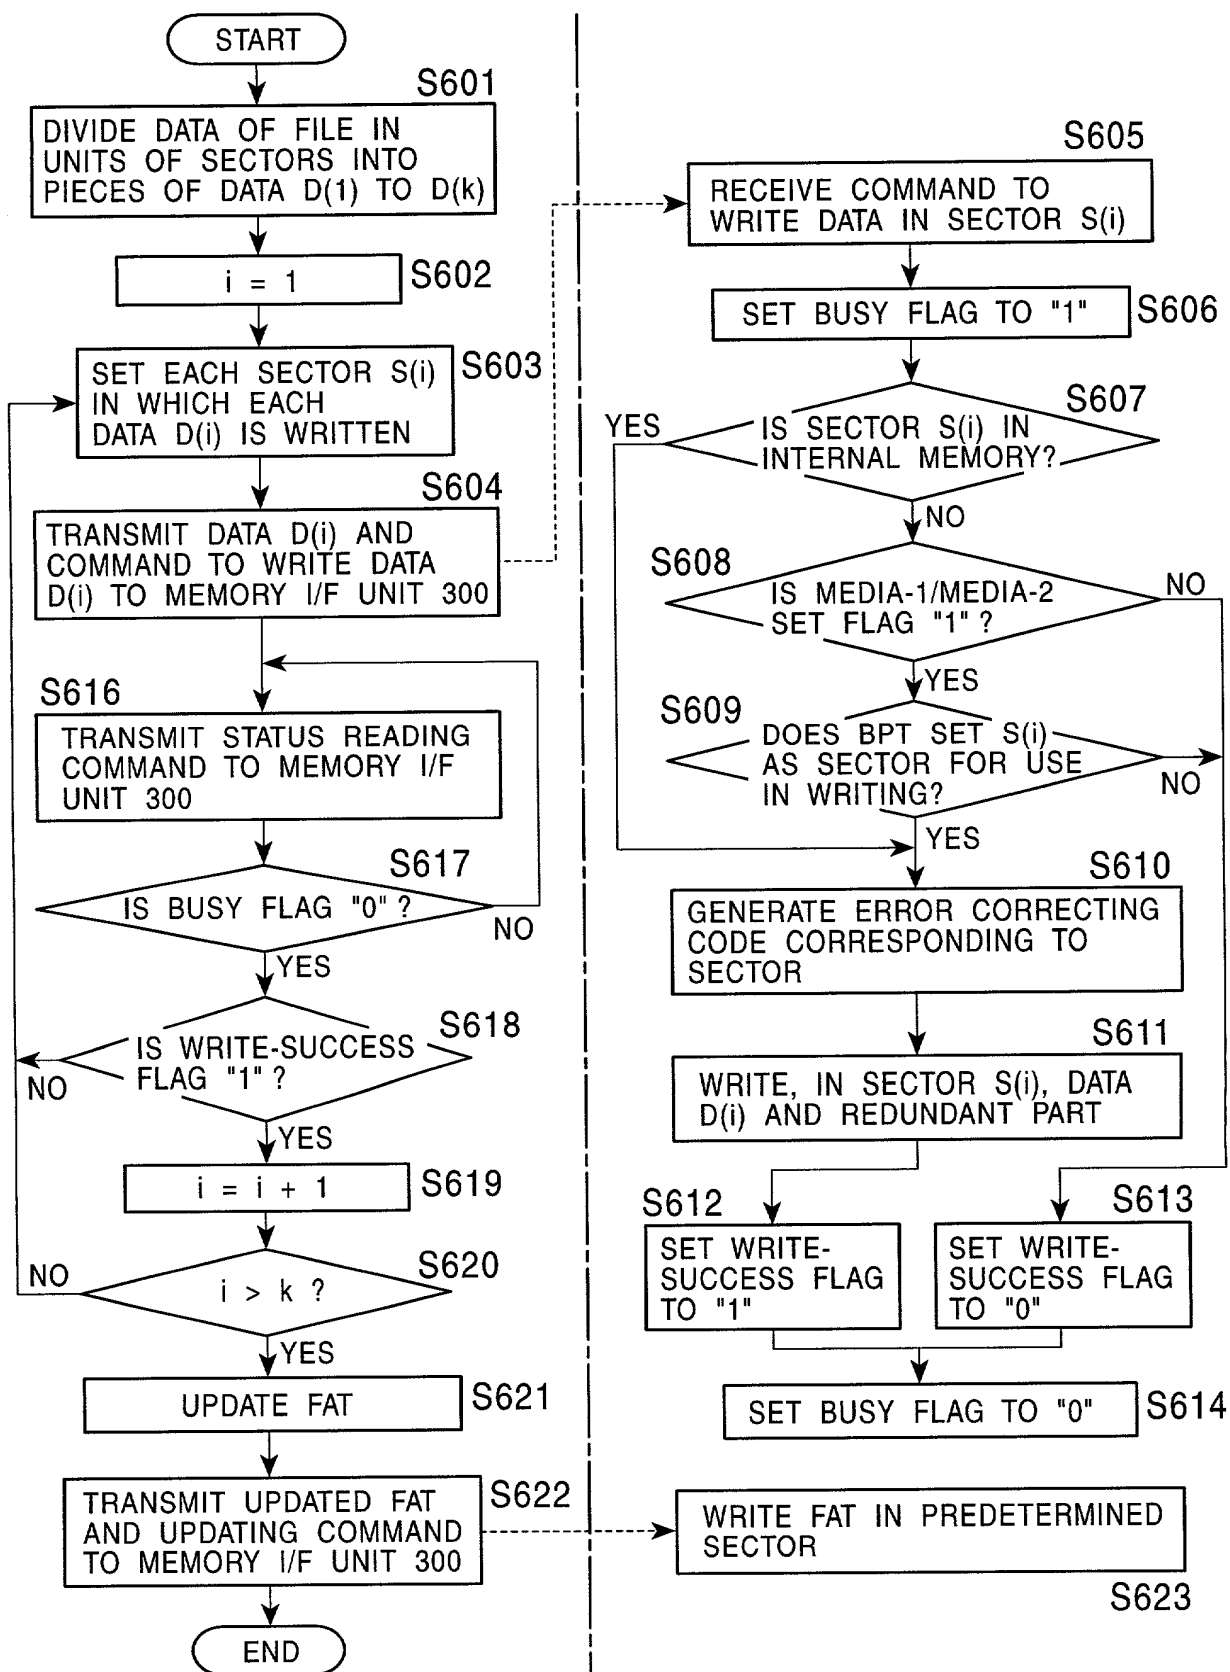 START
S601
DIVIDE DATA OF FILE IN
UNITS OF SECTORS INTO
PIECES OF DATA D(1) TO D(k)
i = 1
S602
SET EACH SECTOR S(i)
IN WHICH EACH
DATA D(i) IS WRITTEN
S603
S604
TRANSMIT DATA D(i) AND
COMMAND TO WRITE DATA
D(i) TO MEMORY I/F UNIT 300
S616
TRANSMIT STATUS READING
COMMAND TO MEMORY I/F
UNIT 300
S617
IS BUSY FLAG "0" ?
NO
YES
S618
IS WRITE-SUCCESS
FLAG "1" ?
NO
YES
i = i + 1
S619
NO
i > k ?
S620
YES
UPDATE FAT
S621
TRANSMIT UPDATED FAT
AND UPDATING COMMAND
TO MEMORY I/F UNIT 300
S622
END
S605
RECEIVE COMMAND TO
WRITE DATA IN SECTOR S(i)
SET BUSY FLAG TO "1"
S606
S607
YES
IS SECTOR S(i) IN
INTERNAL MEMORY?
NO
S608
IS MEDIA-1/MEDIA-2
SET FLAG "1" ?
NO
YES
S609
DOES BPT SET S(i)
AS SECTOR FOR USE
IN WRITING?
NO
YES
S610
GENERATE ERROR CORRECTING
CODE CORRESPONDING TO
SECTOR
S611
WRITE, IN SECTOR S(i), DATA
D(i) AND REDUNDANT PART
S612
SET WRITE-
SUCCESS FLAG
TO "1"
S613
SET WRITE-
SUCCESS FLAG
TO "0"
SET BUSY FLAG TO "0"
S614
WRITE FAT IN PREDETERMINED
SECTOR
S623